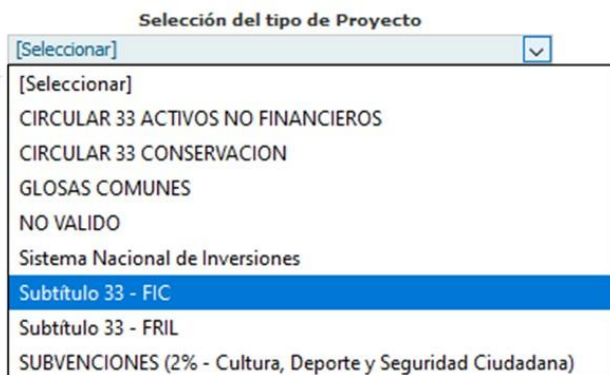 Selección del tipo de Proyecto
[Seleccionar]
[Seleccionar]
CIRCULAR 33 ACTIVOS NO FINANCIEROS
CIRCULAR 33 CONSERVACION
GLOSAS COMUNES
NO VALIDO
Sistema Nacional de Inversiones
Subtítulo 33 - FIC
Subtítulo 33 - FRIL
SUBVENCIONES (2% - Cultura, Deporte y Seguridad Ciudadana)